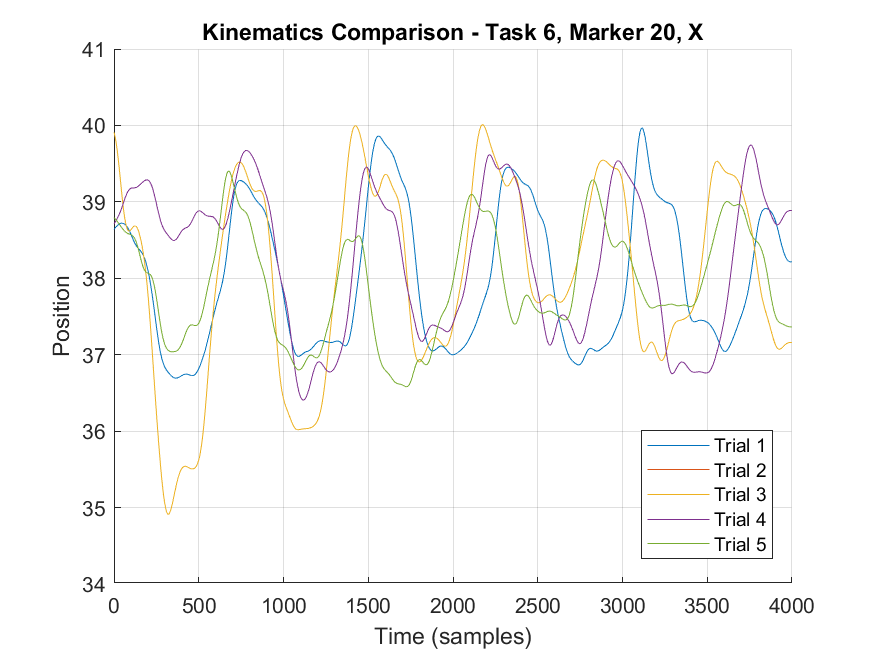 Kinematics Comparison - Task 6, Marker 20, X
41
40
39
38
37
36
35
34
Position
0 500 1000 1500 2000 2500 3000 3500 4000
Time (samples)
Trial 1
Trial 2
Trial 3
Trial 4
Trial 5